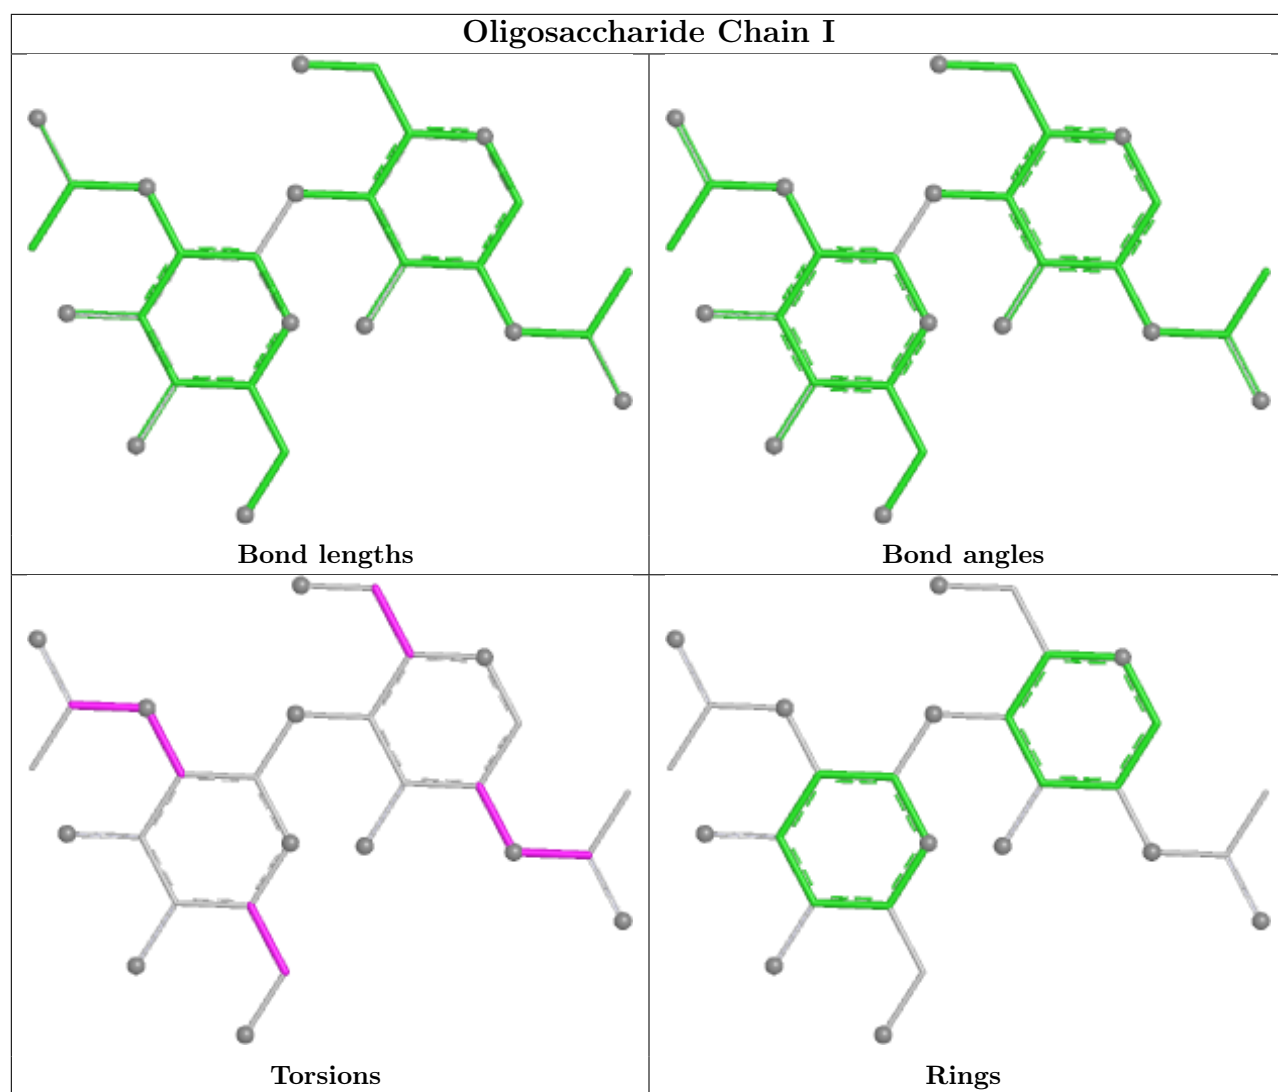 Oligosaccharide Chain I
Bond lengths
Bond angles
Torsions
Rings